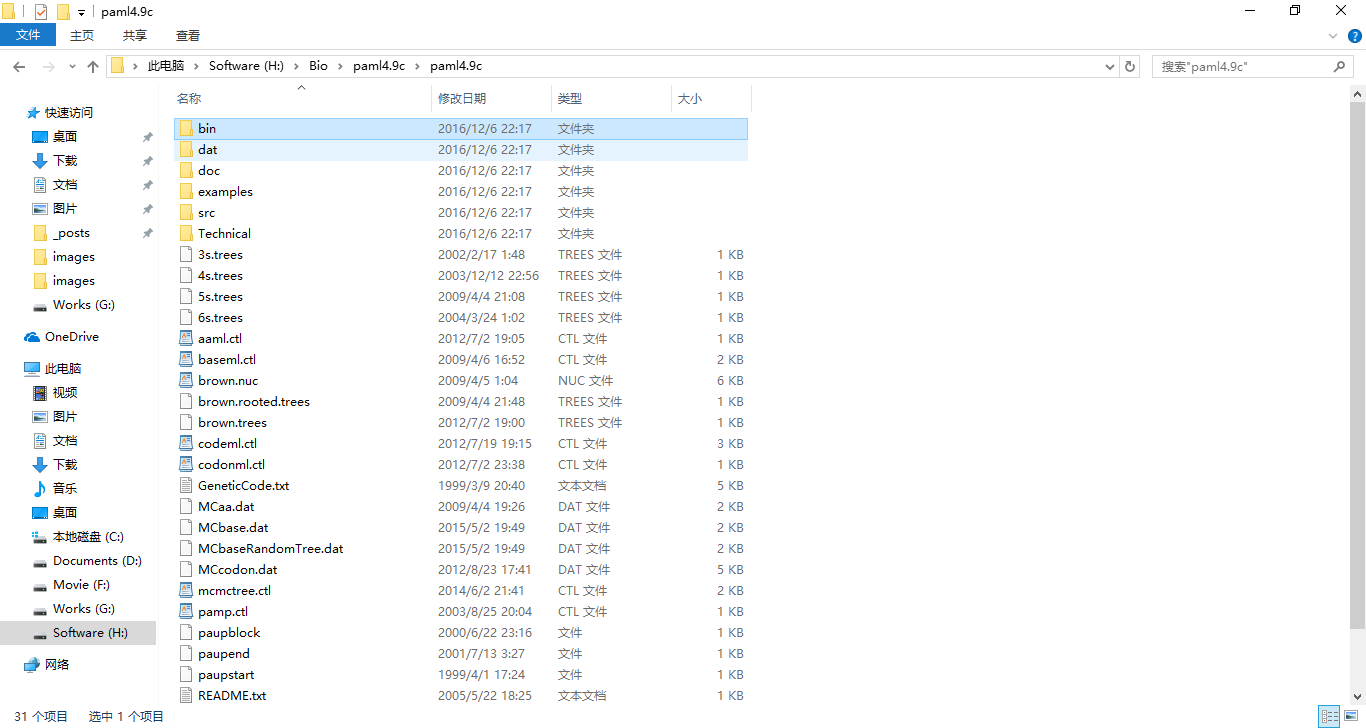 paml4.9c
文件 主页 共享 查看
此电脑 Software (H:) Bio paml4.9c paml4.9c 搜索"paml4.9c"
名称 修改日期 类型 大小
快速访问
桌面
下载
文档
图片
_posts
images
images
Works (G:)
OneDrive
此电脑
视频
图片
文档
下载
音乐
桌面
本地磁盘 (C:)
Documents (D:)
Movie (F:)
Works (G:)
Software (H:)
网络
bin 2016/12/6 22:17 文件夹
dat 2016/12/6 22:17 文件夹
doc 2016/12/6 22:17 文件夹
examples 2016/12/6 22:17 文件夹
src 2016/12/6 22:17 文件夹
Technical 2016/12/6 22:17 文件夹
3s.trees 2002/2/17 1:48 TREES 文件 1 KB
4s.trees 2003/12/12 22:56 TREES 文件 1 KB
5s.trees 2009/4/4 21:08 TREES 文件 1 KB
6s.trees 2004/3/24 1:02 TREES 文件 1 KB
aaml.ctl 2012/7/2 19:05 CTL 文件 1 KB
baseml.ctl 2009/4/6 16:52 CTL 文件 2 KB
brown.nuc 2009/4/5 1:04 NUC 文件 6 KB
brown.rooted.trees 2009/4/4 21:48 TREES 文件 1 KB
brown.trees 2012/7/2 19:00 TREES 文件 1 KB
codeml.ctl 2012/7/19 19:15 CTL 文件 3 KB
codonml.ctl 2012/7/2 23:38 CTL 文件 1 KB
GeneticCode.txt 1999/3/9 20:40 文本文档 5 KB
MCaa.dat 2009/4/4 19:26 DAT 文件 2 KB
MCbase.dat 2015/5/2 19:49 DAT 文件 2 KB
MCbaseRandomTree.dat 2015/5/2 19:49 DAT 文件 2 KB
MCcodon.dat 2012/8/23 17:41 DAT 文件 5 KB
mcmctree.ctl 2014/6/2 21:41 CTL 文件 2 KB
pamp.ctl 2003/8/25 20:04 CTL 文件 1 KB
paupblock 2000/6/22 23:16 文件 1 KB
paupend 2001/7/13 3:27 文件 1 KB
paupstart 1999/4/1 17:24 文件 1 KB
README.txt 2005/5/22 18:25 文本文档 1 KB
31 个项目 选中 1 个项目